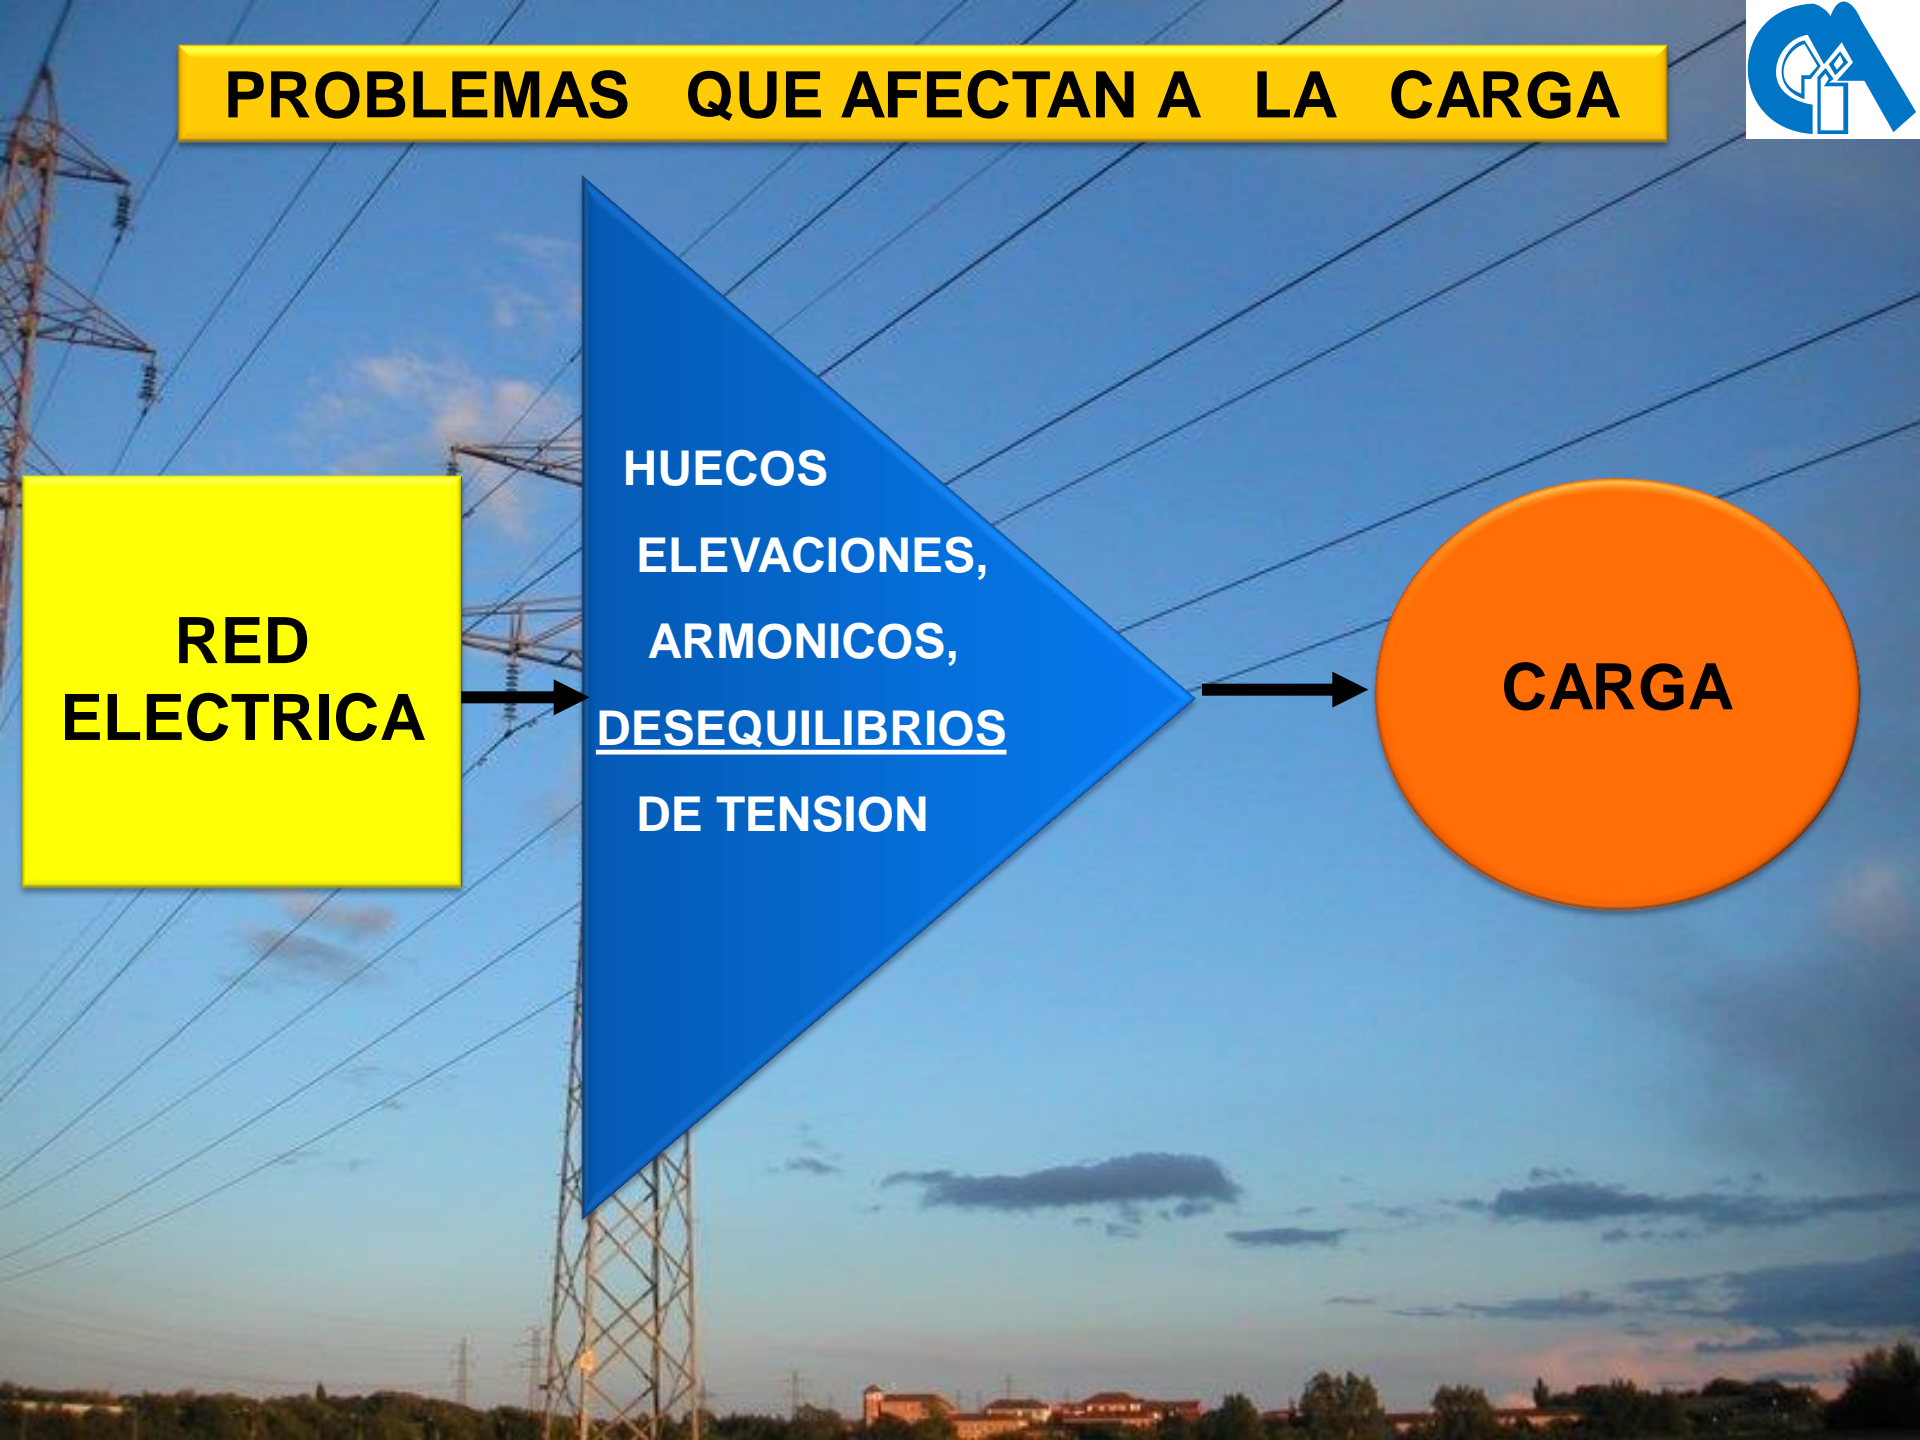 PROBLEMAS QUE AFECTAN A LA CARGA
RED
ELECTRICA
HUECOS
ELEVACIONES,
ARMONICOS,
DESEQUILIBRIOS
DE TENSION
CARGA